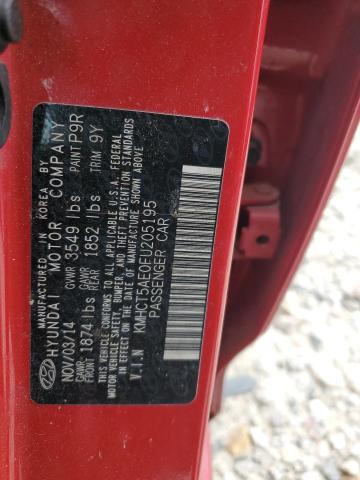 MANUFACTURED IN KOREA BY
HYUNDAI MOTOR COMPANY
NOV/03/14 GVWR 3549 lbs PAINT P9R
GAWR FRONT 1874 lbs GAWR REAR 1852 lbs TRIM 9Y
THIS VEHICLE CONFORMS TO ALL APPLICABLE U.S.A. FEDERAL
MOTOR VEHICLE SAFETY, BUMPER, AND THEFT PREVENTION STANDARDS
IN EFFECT ON THE DATE OF MANUFACTURE SHOWN ABOVE
V.I.N KMHCT5AE0FU205195
PASSENGER CAR